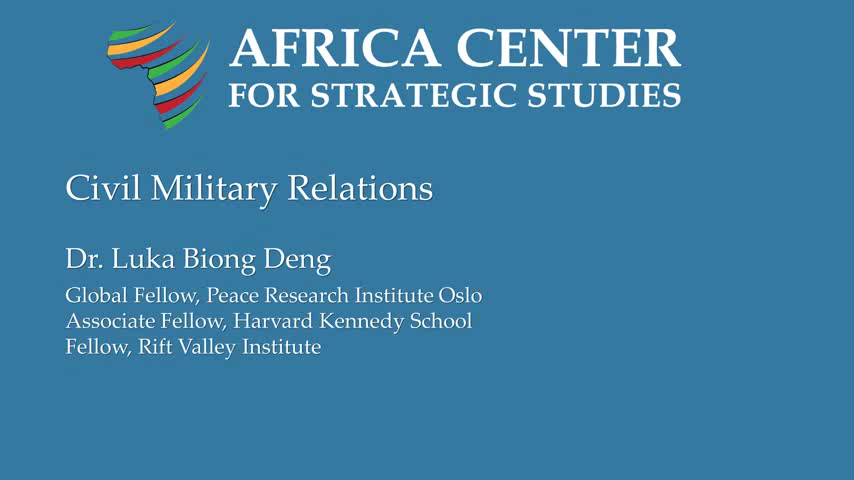 AFRICA CENTER
FOR STRATEGIC STUDIES
Civil Military Relations
Dr. Luka Biong Deng
Global Fellow, Peace Research Institute Oslo
Associate Fellow, Harvard Kennedy School
Fellow, Rift Valley Institute